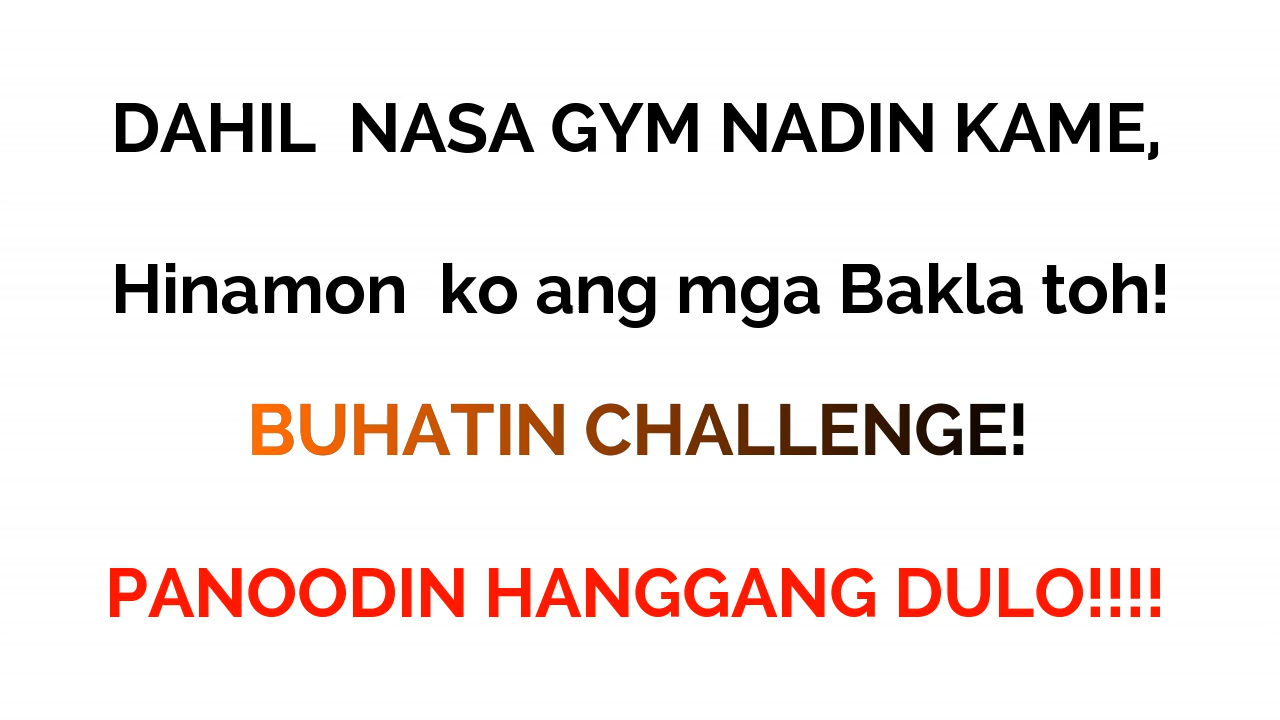 DAHIL NASA GYM NADIN KAME,
Hinamon ko ang mga Bakla toh!
BUHATIN CHALLENGE!
PANOODIN HANGGANG DULO!!!!